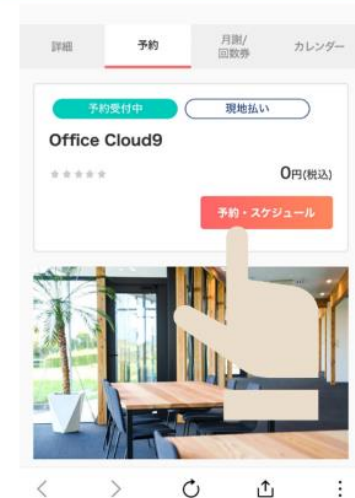 詳細
予約
月謝/
回数券
カレンダー
予約受付中
現地払い
Office Cloud9
0円(税込)
予約・スケジュール